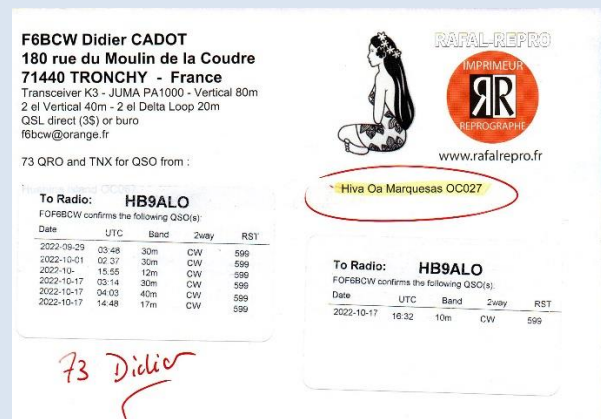 F6BCW Didier CADOT
180 rue du Moulin de la Coudre
71440 TRONCHY - France
Transceiver K3 - JUMA PA1000 - Vertical 80m
2 el Vertical 40m - 2 el Delta Loop 20m
QSL direct (3$) or buro
f6bcw@orange.fr
73 QRO and TNX for QSO from :
To Radio: HB9ALO
FOF6BCW confirms the following QSO(s):
Date UTC Band 2way RST
2022-09-29 03:48 30m CW 599
2022-10-01 02:37 30m CW 599
2022-10- 15:55 12m CW 599
2022-10-17 03:14 30m CW 599
2022-10-17 04:03 40m CW 599
2022-10-17 14:48 17m CW 599
73 Didier
RAFAL-REPRO
IMPRIMEUR
RR
REPROGRAPHE
www.rafalrepro.fr
Hiva Oa Marquesas OC027
To Radio: HB9ALO
FOF6BCW confirms the following QSO(s):
Date UTC Band 2way RST
2022-10-17 16:32 10m CW 599